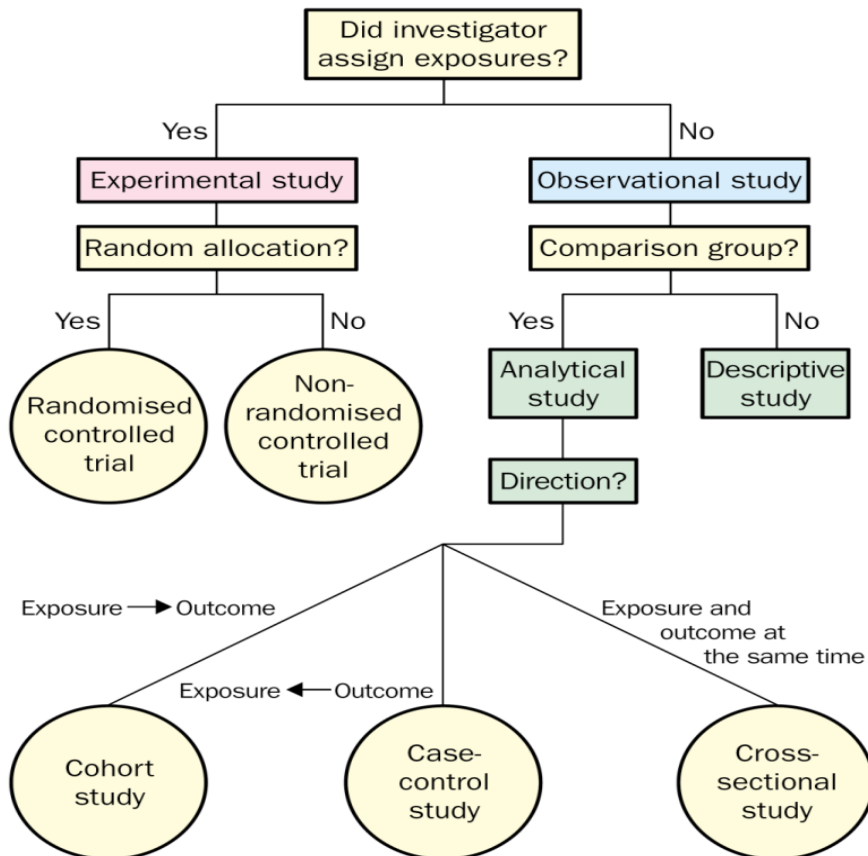 Did investigator
assign exposures?
Yes
No
Experimental study
Observational study
Random allocation?
Comparison group?
Yes
No
Yes
No
Randomised
controlled
trial
Non-
randomised
controlled
trial
Analytical
study
Descriptive
study
Direction?
Exposure → Outcome
Exposure and
outcome at
the same time
Exposure ← Outcome
Cohort
study
Case-
control
study
Cross-
sectional
study